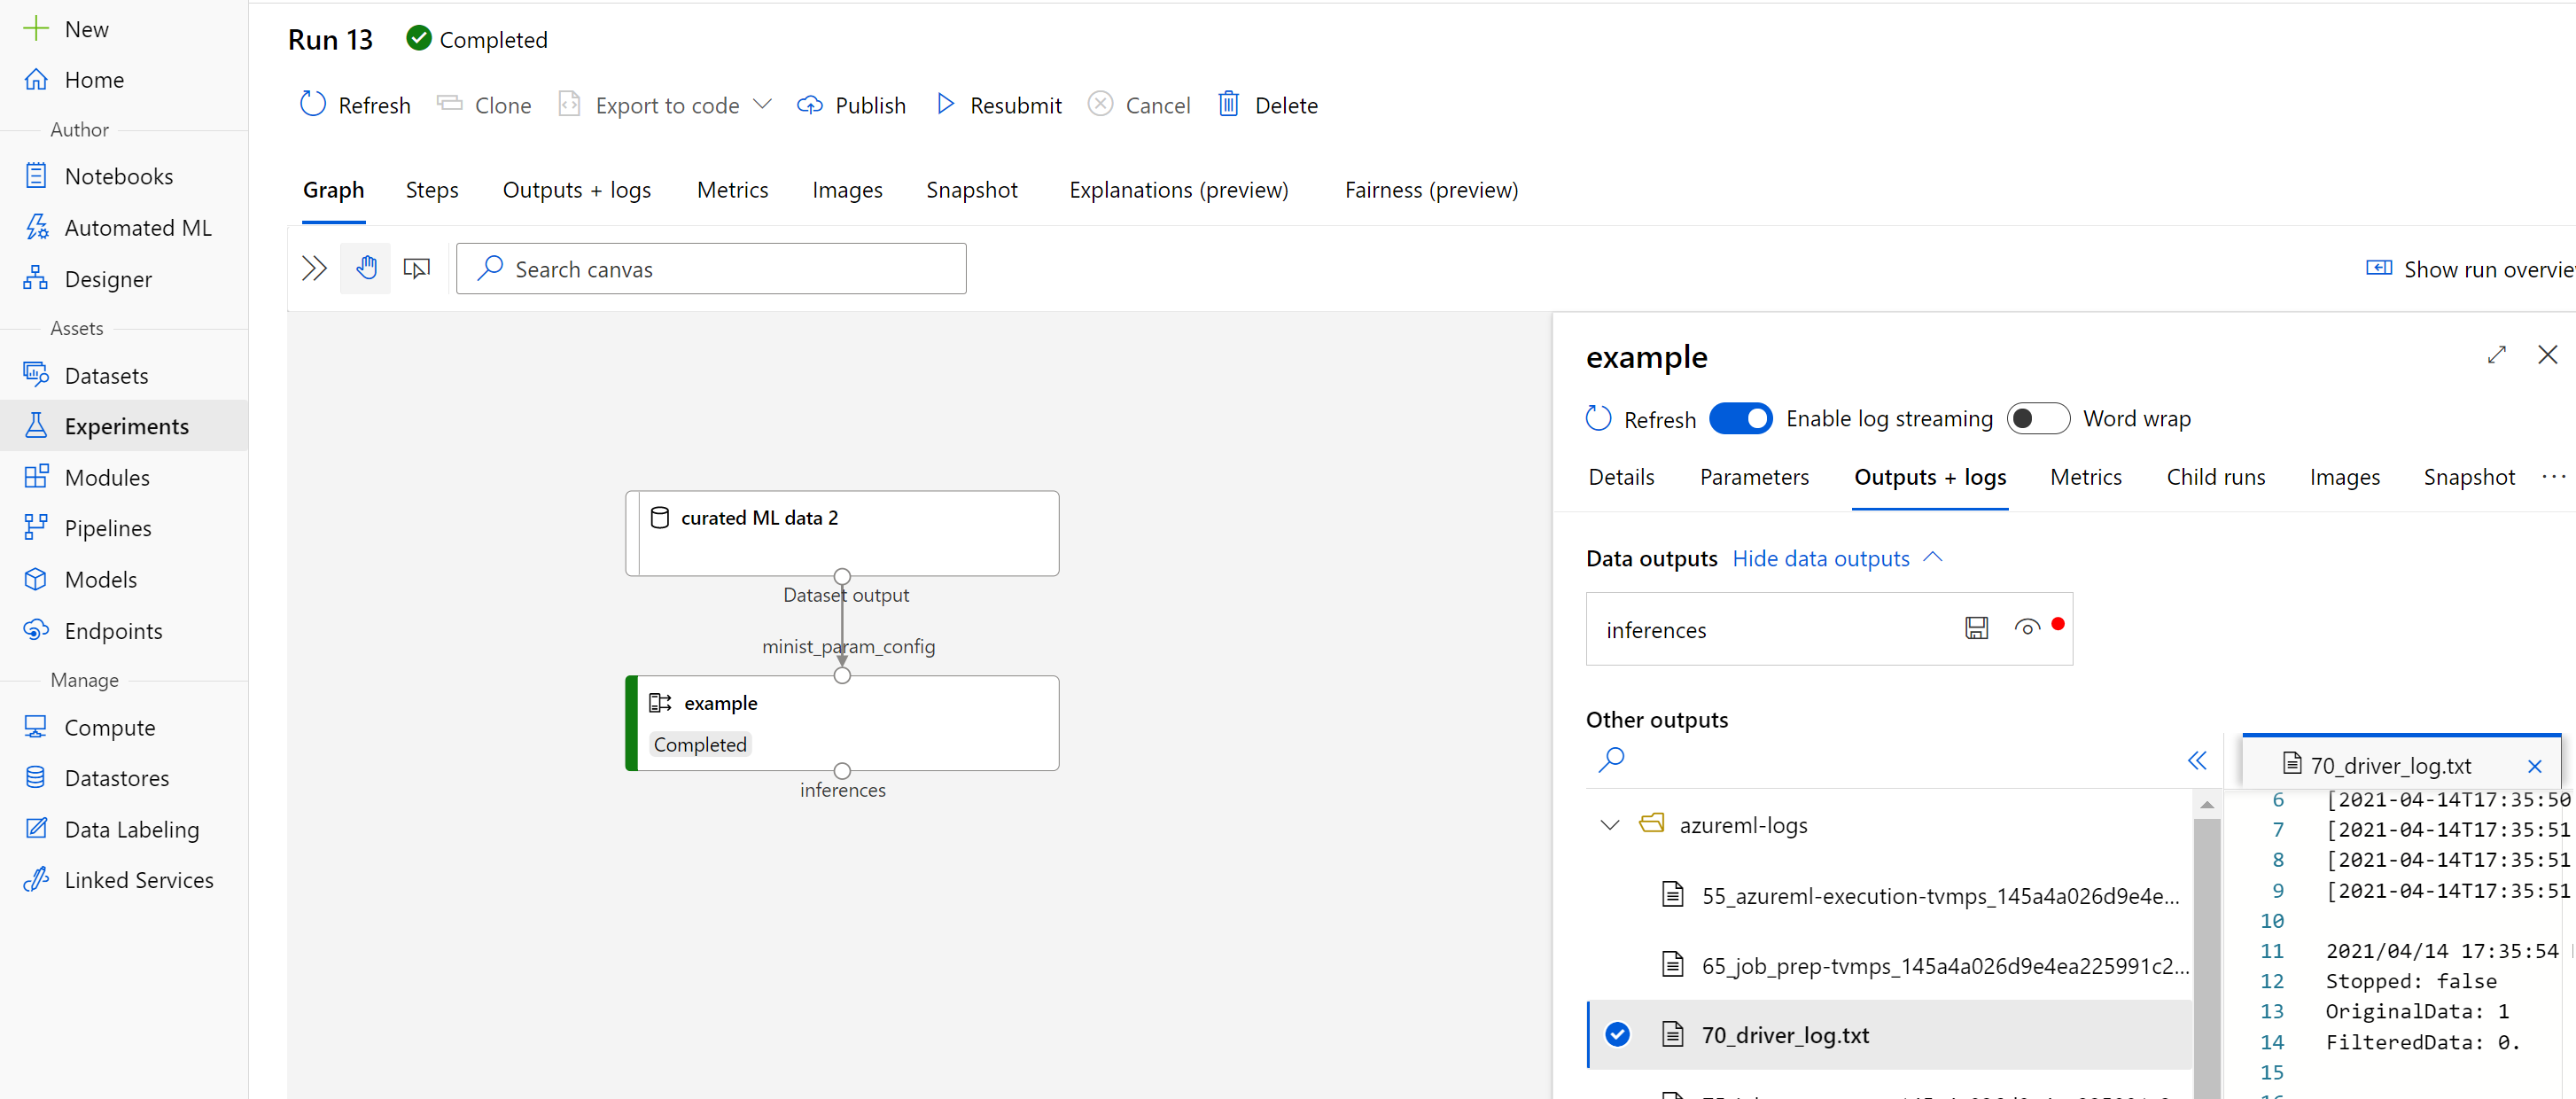 New
Home
Author
Notebooks
Automated ML
Designer
Assets
Datasets
Experiments
Modules
Pipelines
Models
Endpoints
Manage
Compute
Datastores
Data Labeling
Linked Services
Run 13 Completed
Refresh Clone Export to code Publish Resubmit Cancel Delete
Graph Steps Outputs + logs Metrics Images Snapshot Explanations (preview) Fairness (preview)
Search canvas
Show run overvie
curated ML data 2
Dataset output
minist_param_config
example
Completed
inferences
example
Refresh Enable log streaming Word wrap
Details Parameters Outputs + logs Metrics Child runs Images Snapshot ...
Data outputs Hide data outputs
inferences
Other outputs
azureml-logs
55_azureml-execution-tvmps_145a4a026d9e4e...
65_job_prep-tvmps_145a4a026d9e4ea225991c2...
70_driver_log.txt
70_driver_log.txt
6 [2021-04-14T17:35:50
7 [2021-04-14T17:35:51
8 [2021-04-14T17:35:51
9 [2021-04-14T17:35:51
10
11 2021/04/14 17:35:54
12 Stopped: false
13 OriginalData: 1
14 FilteredData: 0.
15